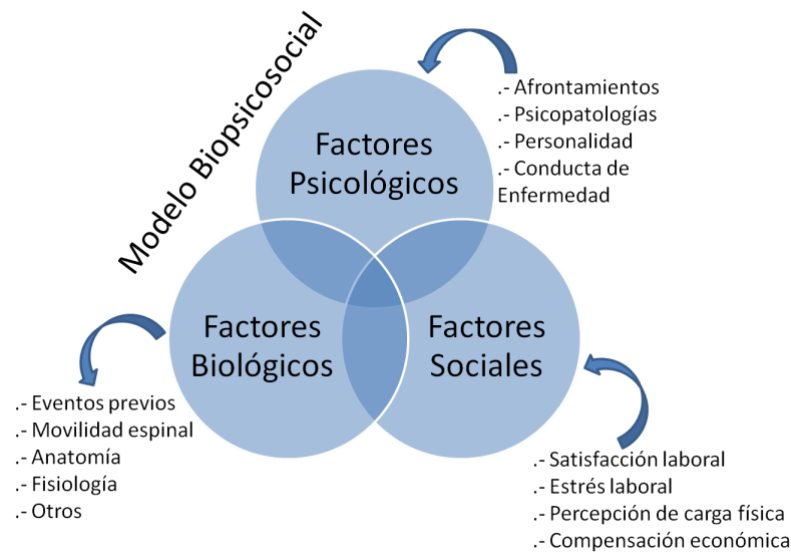 Modelo Biopsicosocial
Factores
Psicológicos
.- Afrontamientos
.- Psicopatologías
.- Personalidad
.- Conducta de
Enfermedad
Factores
Biológicos
Factores
Sociales
.- Eventos previos
.- Movilidad espinal
.- Anatomía
.- Fisiología
.- Otros
.- Satisfacción laboral
.- Estrés laboral
.- Percepción de carga física
.- Compensación económica